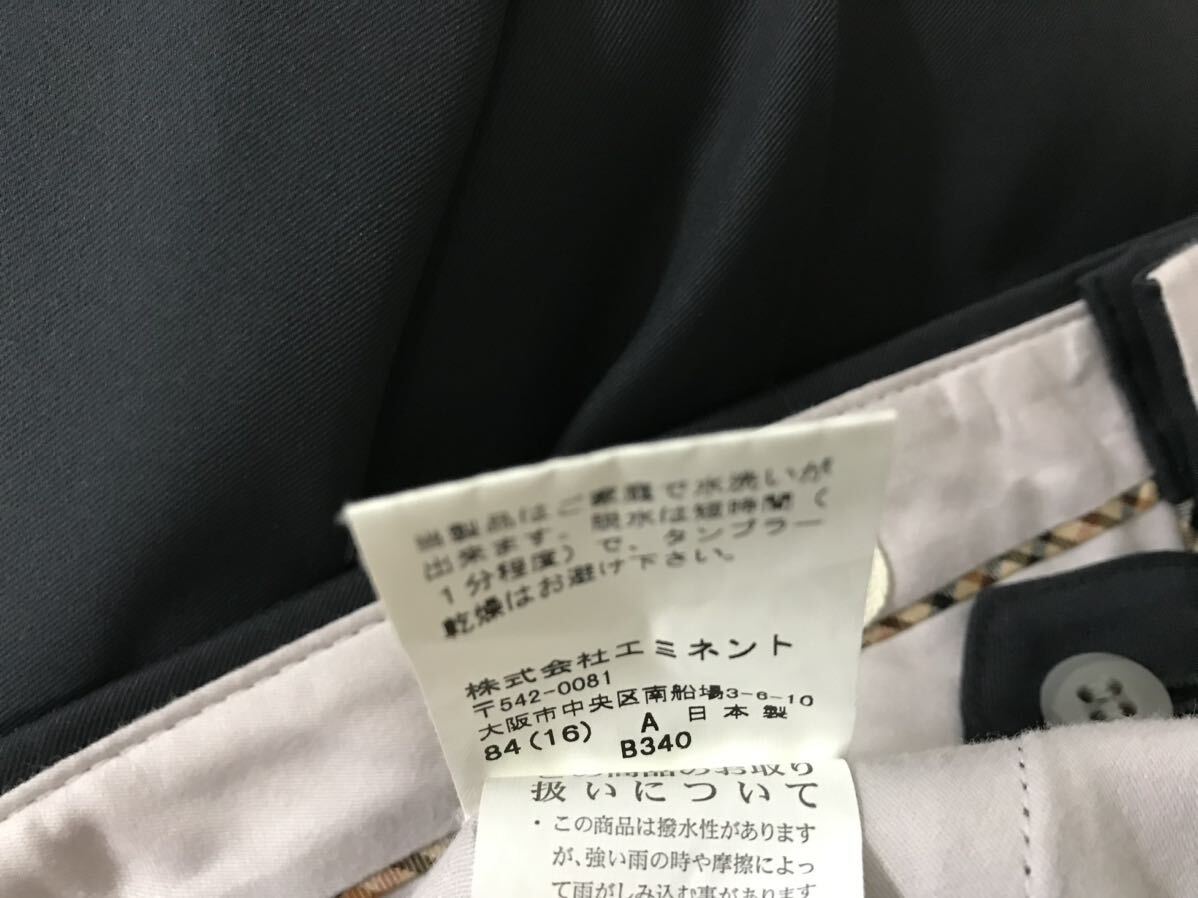 当製品はご家庭で水洗いが
出来ます。脱水は短時間(
1分程度)で、タンブラー
乾燥はお避け下さい。
株式会社エミネント
〒542-0081
大阪市中央区南船場3-6-10
84(16) A 日本製
B340
この商品のお取り
扱いについて
・この商品は撥水性があります
が、強い雨の時や摩擦によっ
て雨がしみ込む事があります